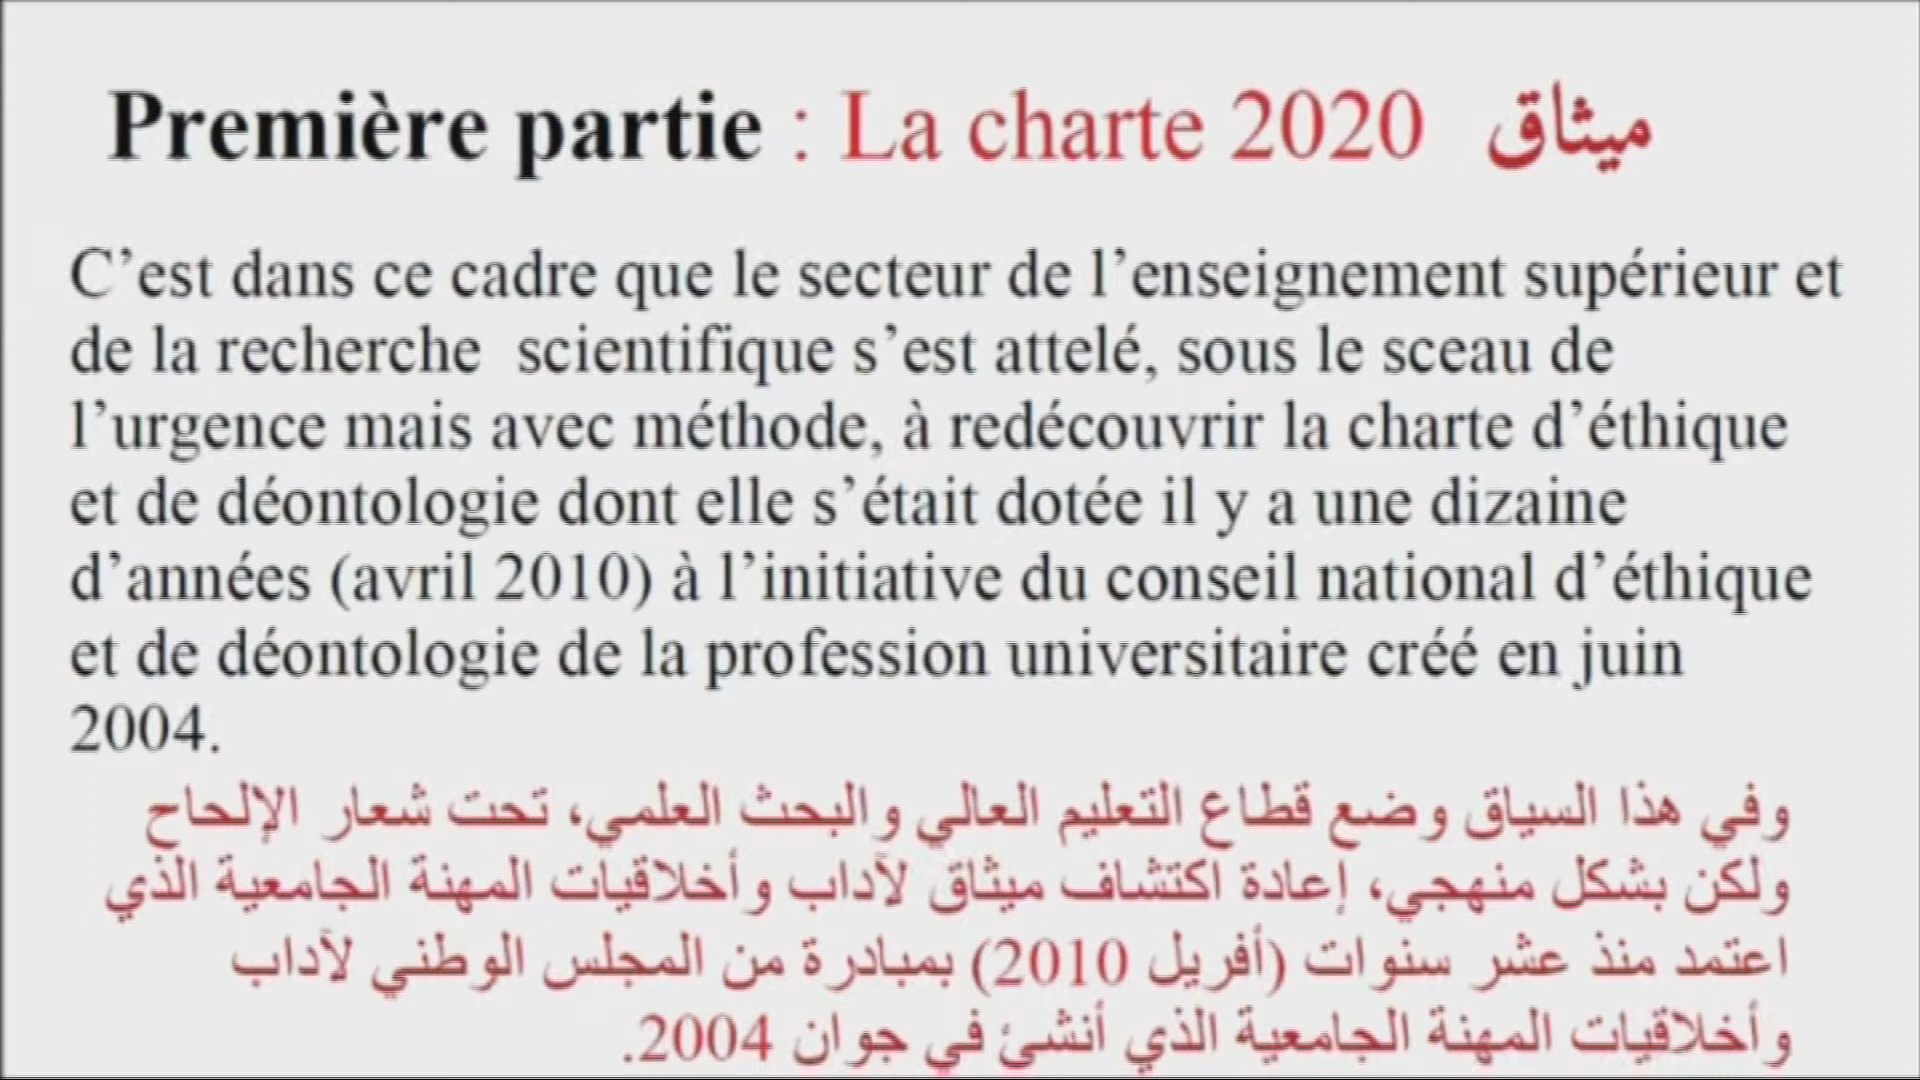 Première partie : La charte 2020 ميثاق
C’est dans ce cadre que le secteur de l’enseignement supérieur et
de la recherche scientifique s’est attelé, sous le sceau de
l’urgence mais avec méthode, à redécouvrir la charte d’éthique
et de déontologie dont elle s’était dotée il y a une dizaine
d’années (avril 2010) à l’initiative du conseil national d’éthique
et de déontologie de la profession universitaire créé en juin
2004.
وفي هذا السياق وضع قطاع التعليم العالي والبحث العلمي، تحت شعار الإلحاح
ولكن بشكل منهجي، إعادة اكتشاف ميثاق لآداب وأخلاقيات المهنة الجامعية الذي
اعتمد منذ عشر سنوات (أفريل 2010) بمبادرة من المجلس الوطني لآداب
وأخلاقيات المهنة الجامعية الذي أنشئ في جوان 2004.